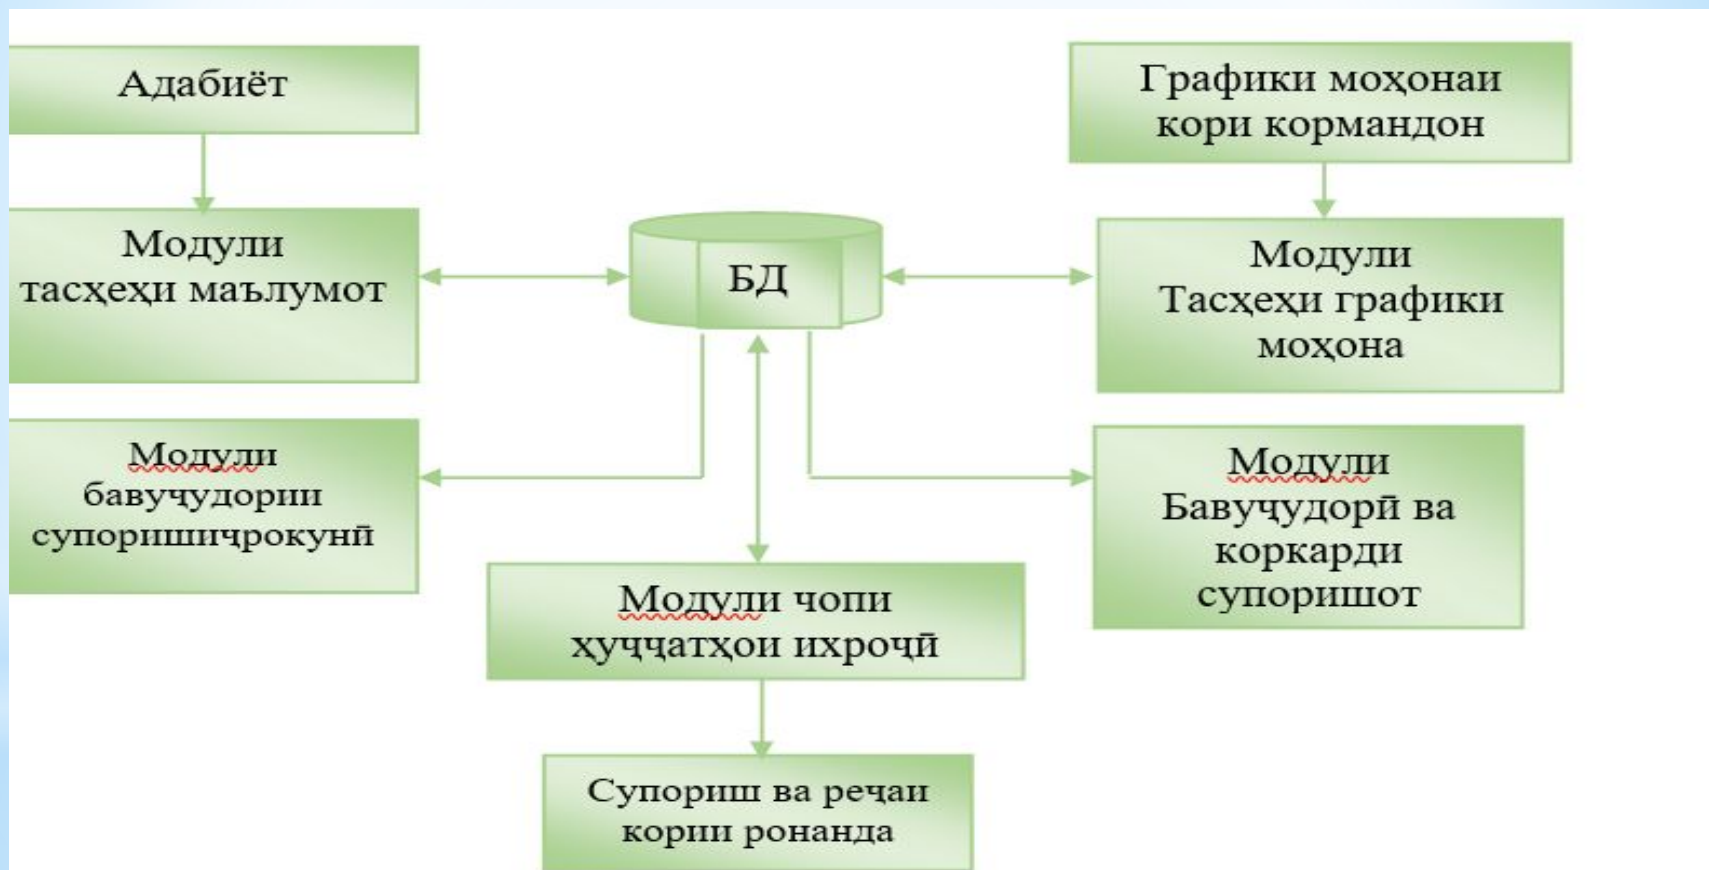 Адабиёт
Графики моҳонаи
кори кормандон
Модули
тасҳеҳи маълумот
БД
Модули
Тасҳеҳи графики
моҳона
Модули
бавуҷудории
супоришиҷрокунӣ
Модули
Бавуҷудорӣ ва
коркарди
супоришот
Модули чопи
ҳуҷҷатҳои ихроҷӣ
Супориш ва реҷаи
кории ронанда